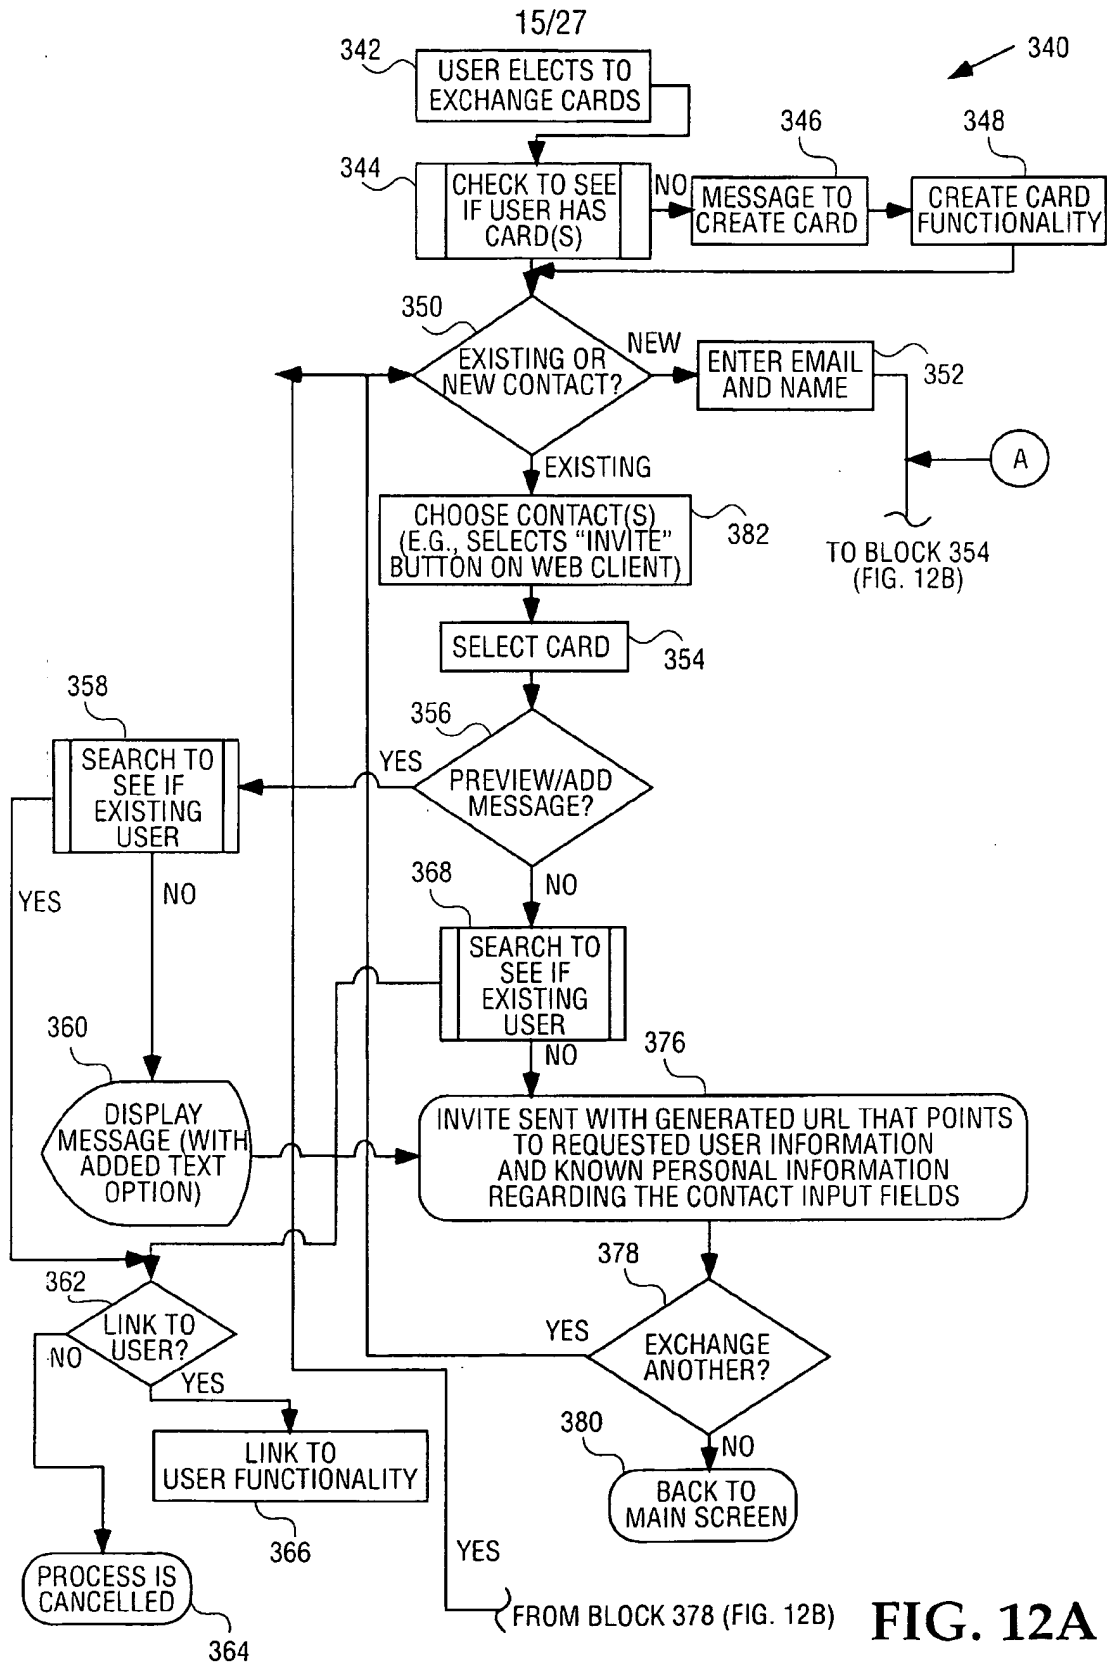 15/27
342
USER ELECTS TO
EXCHANGE CARDS
340
344
CHECK TO SEE
IF USER HAS
CARD(S)
NO
346
MESSAGE TO
CREATE CARD
348
CREATE CARD
FUNCTIONALITY
350
EXISTING OR
NEW CONTACT?
NEW
ENTER EMAIL
AND NAME
352
A
TO BLOCK 354
(FIG. 12B)
EXISTING
CHOOSE CONTACT(S)
(E.G., SELECTS "INVITE"
BUTTON ON WEB CLIENT)
382
SELECT CARD
354
356
PREVIEW/ADD
MESSAGE?
YES
358
SEARCH TO
SEE IF
EXISTING
USER
YES
NO
NO
368
SEARCH TO
SEE IF
EXISTING
USER
NO
360
DISPLAY
MESSAGE (WITH
ADDED TEXT
OPTION)
376
INVITE SENT WITH GENERATED URL THAT POINTS
TO REQUESTED USER INFORMATION
AND KNOWN PERSONAL INFORMATION
REGARDING THE CONTACT INPUT FIELDS
362
LINK TO
USER?
NO
YES
378
EXCHANGE
ANOTHER?
YES
NO
LINK TO
USER FUNCTIONALITY
366
380
BACK TO
MAIN SCREEN
PROCESS IS
CANCELLED
364
YES
FROM BLOCK 378 (FIG. 12B)
FIG. 12A